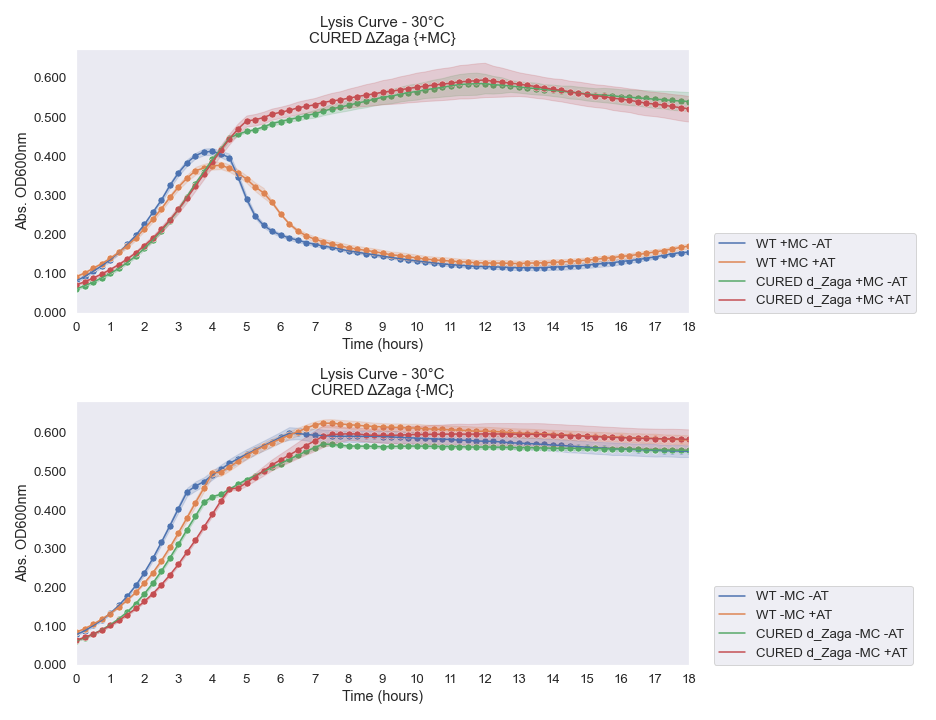 Lysis Curve - 30°C
CURED ΔZaga {+MC}
Abs. OD600nm
0.600
0.500
0.400
0.300
0.200
0.100
0.000
0 1 2 3 4 5 6 7 8 9 10 11 12 13 14 15 16 17 18
Time (hours)
WT +MC -AT
WT +MC +AT
CURED d_Zaga +MC -AT
CURED d_Zaga +MC +AT
Lysis Curve - 30°C
CURED ΔZaga {-MC}
Abs. OD600nm
0.600
0.500
0.400
0.300
0.200
0.100
0.000
0 1 2 3 4 5 6 7 8 9 10 11 12 13 14 15 16 17 18
Time (hours)
WT -MC -AT
WT -MC +AT
CURED d_Zaga -MC -AT
CURED d_Zaga -MC +AT